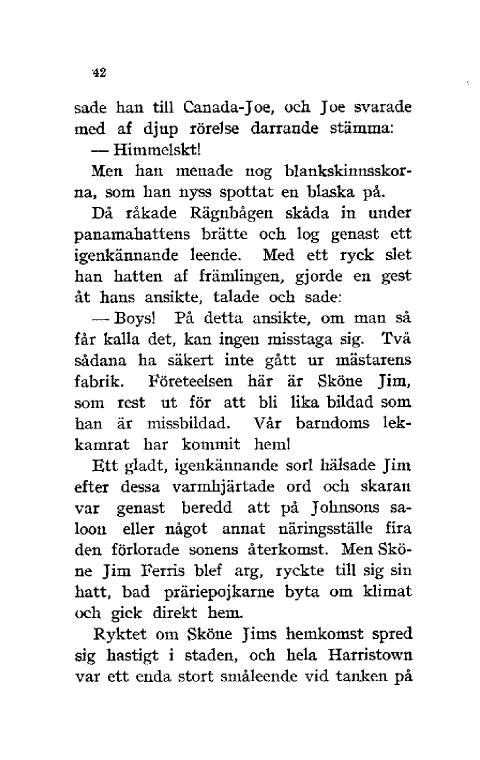 42
sade han till Canada-Joe, och Joe svarade
med af djup rörelse darrande stämma:
— Himmelskt!
Men han menade nog blankskinnsskor-
na, som han nyss spottat en blaska på.
Då råkade Rägnbågen skåda in under
panamahattens brätte och log genast ett
igenkännande leende. Med ett ryck slet
han hatten af främlingen, gjorde en gest
åt hans ansikte, talade och sade:
— Boys! På detta ansikte, om man så
får kalla det, kan ingen misstaga sig. Två
sådana ha säkert inte gått ur mästarens
fabrik. Företeelsen här är Sköne Jim,
som rest ut för att bli lika bildad som
han är missbildad. Vår barndoms lek-
kamrat har kommit hem!
Ett gladt, igenkännande sorl hälsade Jim
efter dessa varmhjärtade ord och skaran
var genast beredd att på Johnsons sa-
loon eller något annat näringsställe fira
den förlorade sonens återkomst. Men Skö-
ne Jim Ferris blef arg, ryckte till sig sin
hatt, bad präriepojkarne byta om klimat
och gick direkt hem.
Ryktet om Sköne Jims hemkomst spred
sig hastigt i staden, och hela Harristown
var ett enda stort småleende vid tanken på